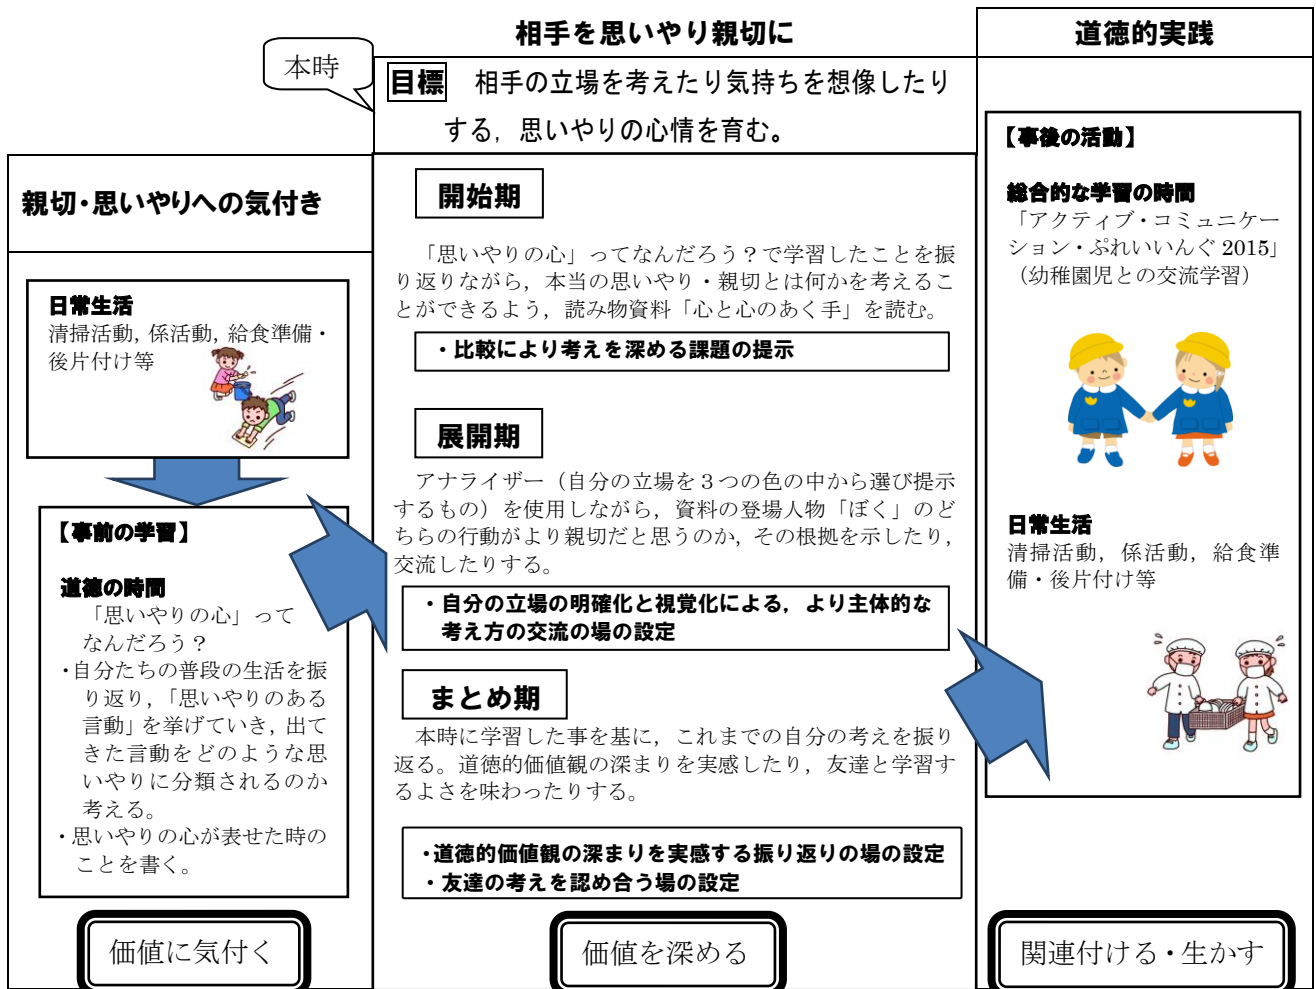 本時
相手を思いやり親切に
目標　相手の立場を考えたり気持ちを想像したり
する，思いやりの心情を育む。
道徳的実践
親切・思いやりへの気付き
日常生活
清掃活動，係活動，給食準備・
後片付け等
【事前の学習】
道徳の時間
「思いやりの心」って
なんだろう？
・自分たちの普段の生活を振
り返り，「思いやりのある
言動」を挙げていき，出て
きた言動をどのような思
いやりに分類されるのか
考える。
・思いやりの心が表せた時の
ことを書く。
価値に気付く
開始期
「思いやりの心」ってなんだろう？で学習したことを振
り返りながら，本当の思いやり・親切とは何かを考えるこ
とができるよう，読み物資料「心と心のあく手」を読む。
・比較により考えを深める課題の提示
展開期
アナライザー（自分の立場を３つの色の中から選び提示
するもの）を使用しながら，資料の登場人物「ぼく」のど
ちらの行動がより親切だと思うのか，その根拠を示したり，
交流したりする。
・自分の立場の明確化と視覚化による，より主体的な
考え方の交流の場の設定
まとめ期
本時に学習した事を基に，これまでの自分の考えを振り
返る。道徳的価値観の深まりを実感したり，友達と学習す
るよさを味わったりする。
・道徳的価値観の深まりを実感する振り返りの場の設定
・友達の考えを認め合う場の設定
価値を深める
【事後の活動】
総合的な学習の時間
「アクティブ・コミュニケー
ション・ぷれいいんぐ 2015」
（幼稚園児との交流学習）
日常生活
清掃活動，係活動，給食準
備・後片付け等
関連付ける・生かす